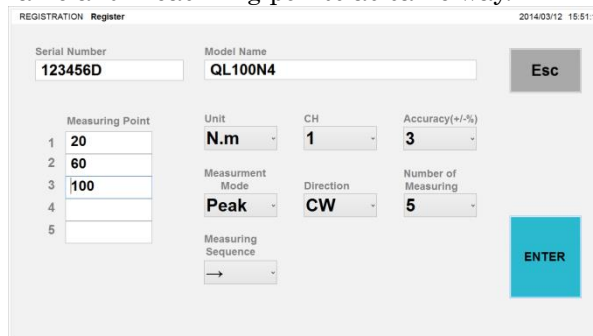 REGISTRATION Register 2014/03/12 15:51:
Serial Number Model Name
123456D QL100N4 Esc
Measuring Point Unit CH Accuracy(+/-%)
1 20 N.m 1 3
2 60
3 100
4
5
Measurment Mode Direction Number of Measuring
Peak CW 5
Measuring
Sequence
→
ENTER